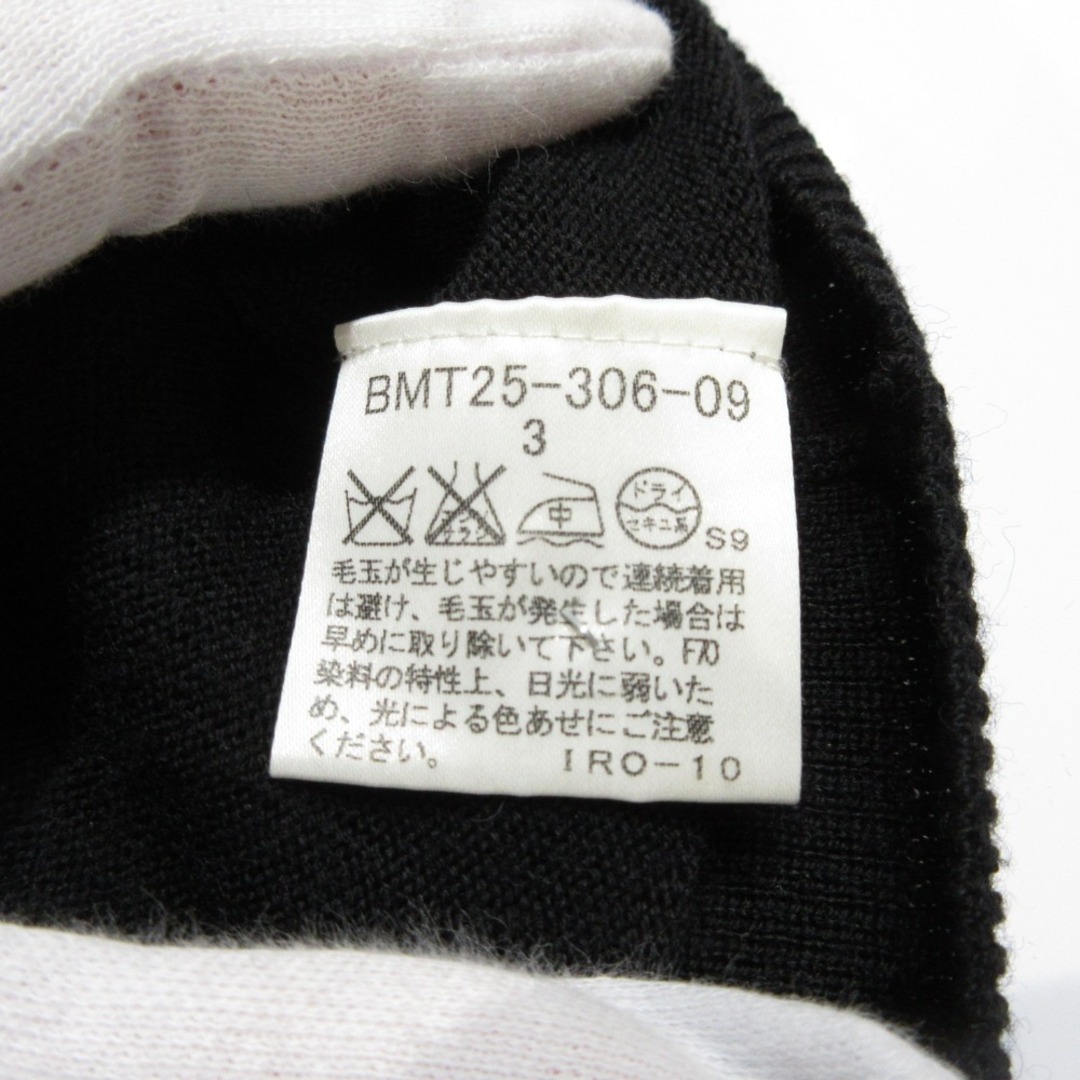 BMT25-306-09
3
中
ドライ
セキユ系
S9
毛玉が生じやすいので連続着用
は避け、毛玉が発生した場合は
早めに取り除いて下さい。F70
染料の特性上、日光に弱いた
め、光による色あせにご注意
ください。 IRO-10